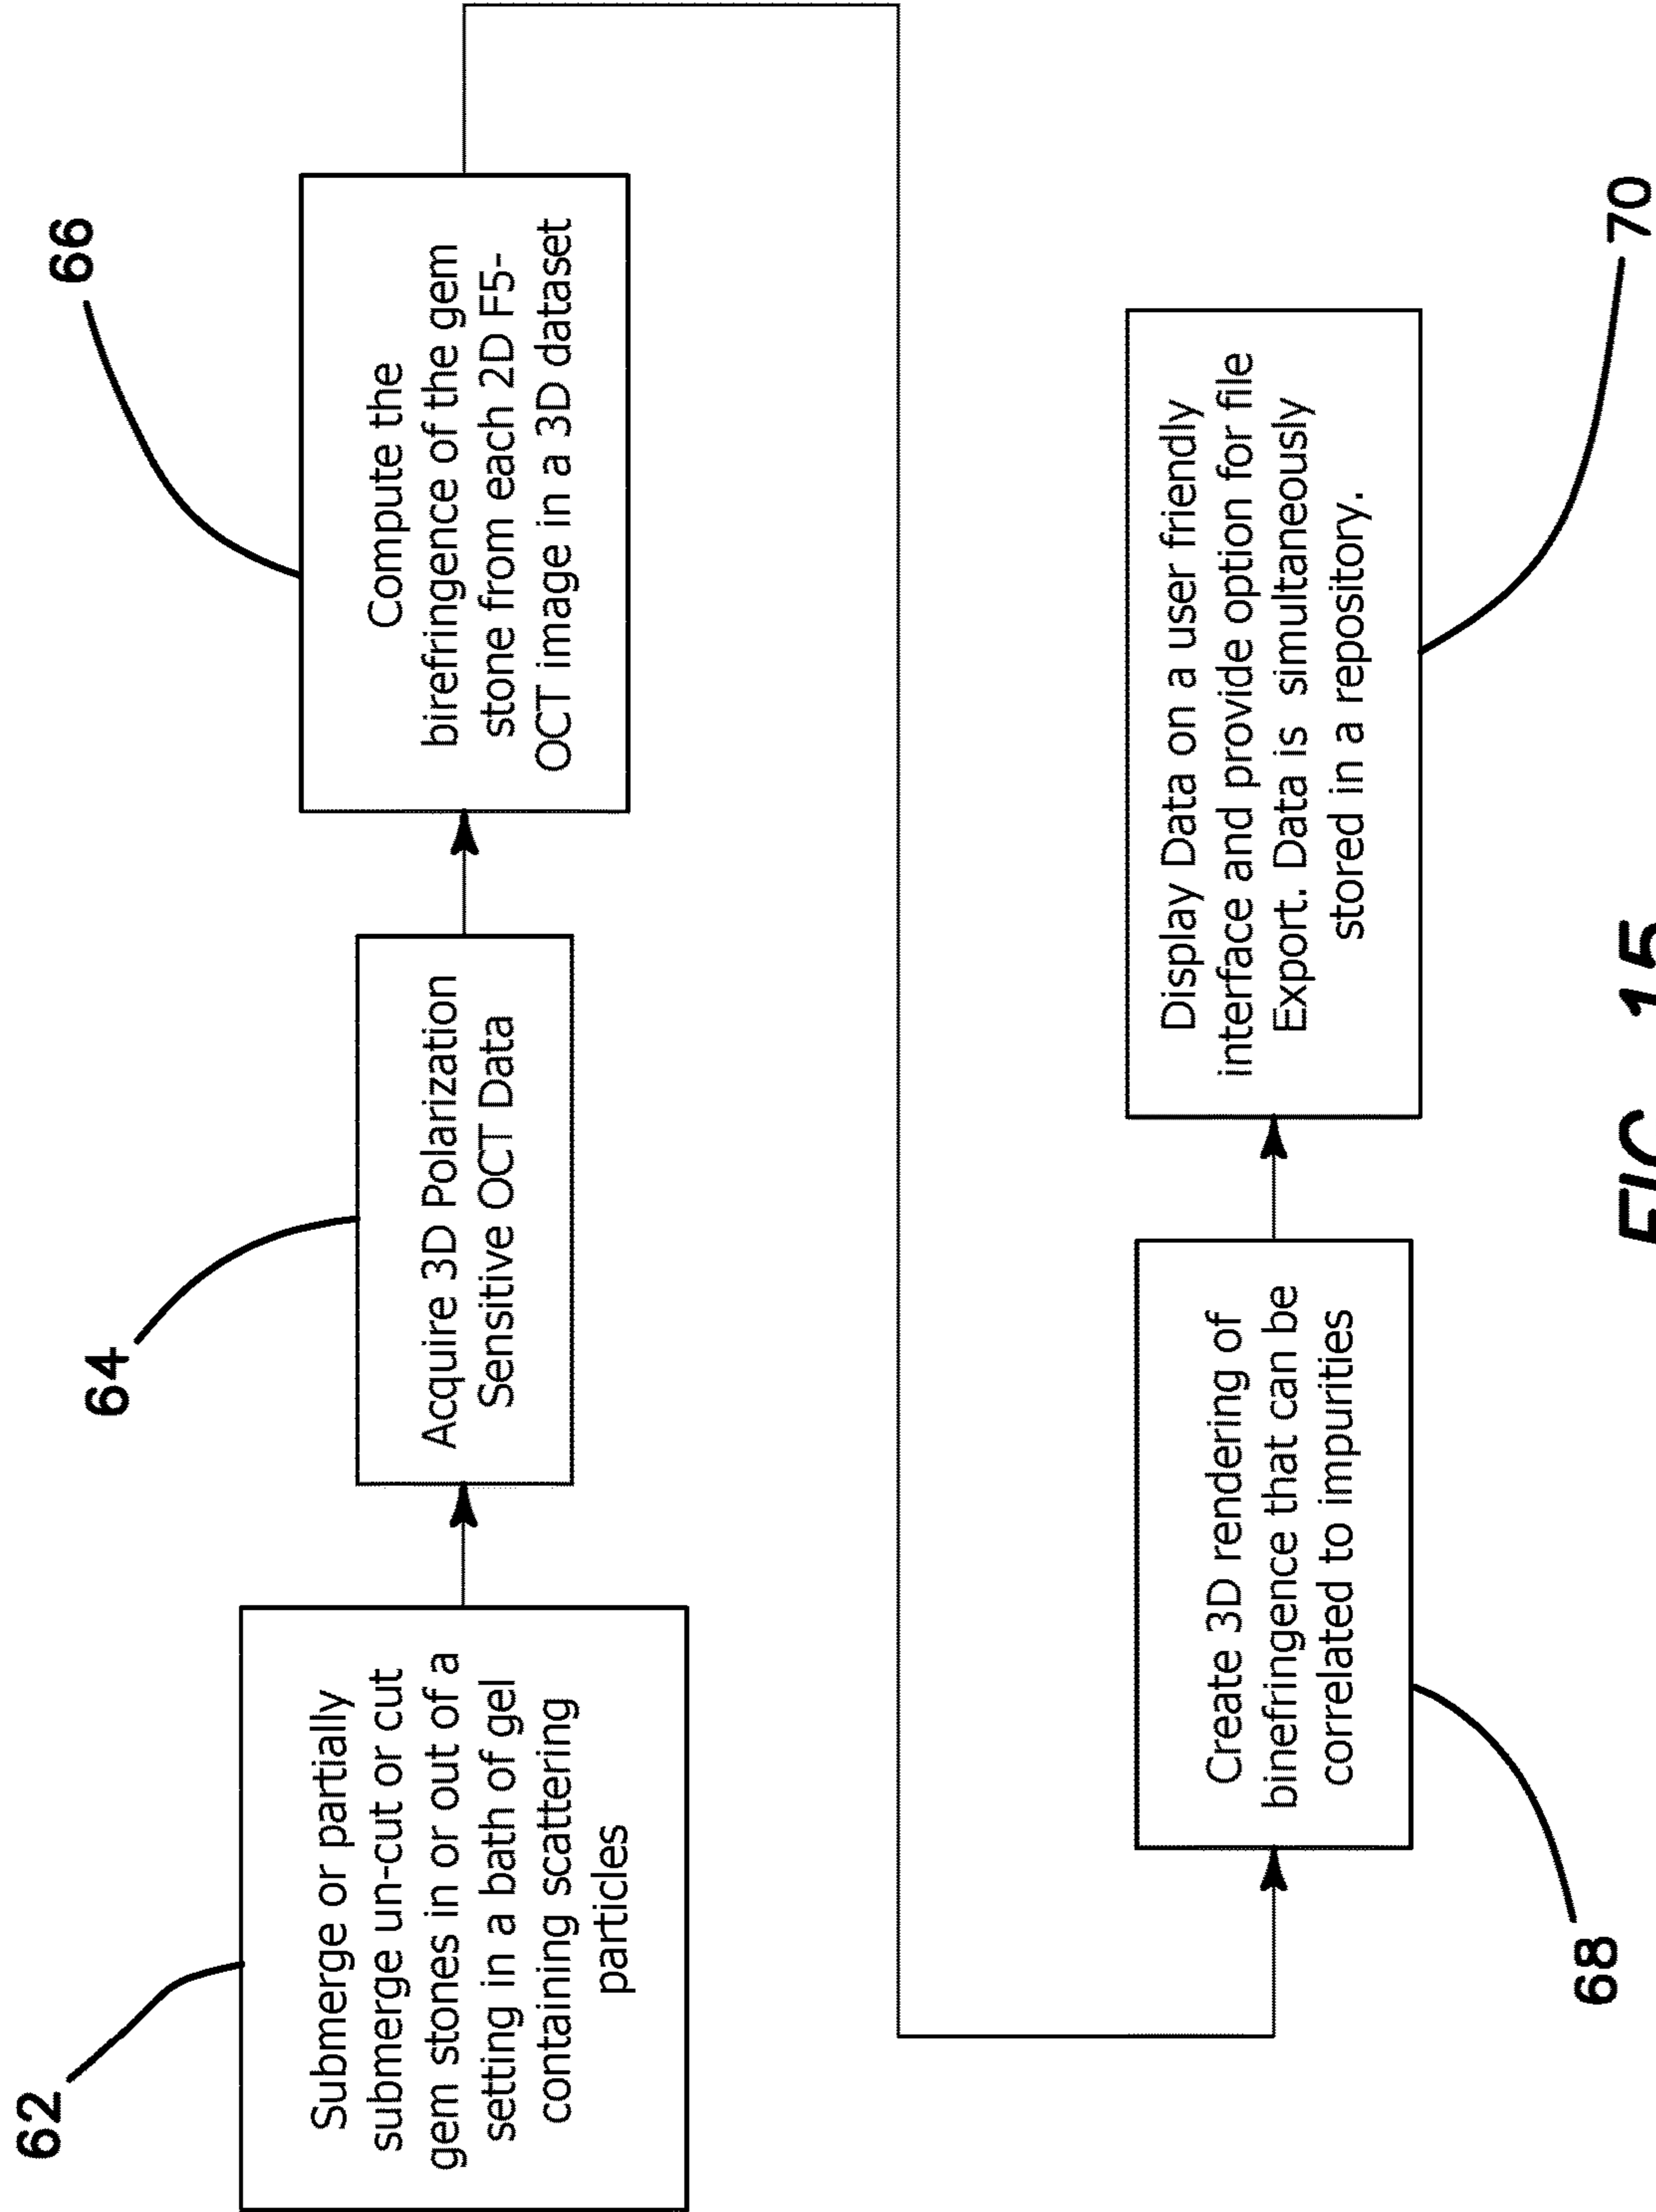 62
Submerge or partially
submerge un-cut or cut
gem stones in or out of a
setting in a bath of gel
containing scattering
particles
64
Acquire 3D Polarization
Sensitive OCT Data
66
Compute the
birefringence of the gem
stone from each 2D F5-
OCT image in a 3D dataset
68
Create 3D rendering of
binefringence that can be
correlated to impurities
70
Display Data on a user friendly
interface and provide option for file
Export. Data is simultaneously
stored in a repository.
FIG. 15